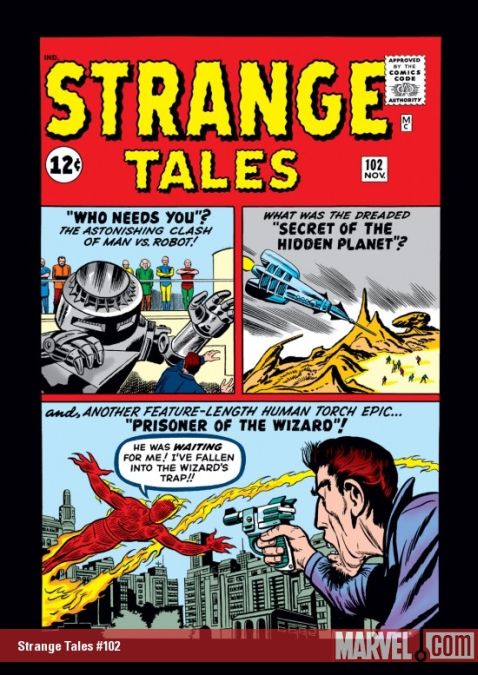 IND.
STRANGE
TALES
APPROVED
BY THE
COMICS
CODE
AUTHORITY
M
C
12¢
102
NOV.
"WHO NEEDS YOU"?
THE ASTONISHING CLASH
OF MAN VS. ROBOT!
WHAT WAS THE DREADED
"SECRET OF THE
HIDDEN PLANET"?
and, ANOTHER FEATURE-LENGTH HUMAN TORCH EPIC...
"PRISONER OF THE WIZARD"!
HE WAS WAITING
FOR ME! I'VE FALLEN
INTO THE WIZARD'S
TRAP!!
Strange Tales #102
MARVEL.COM